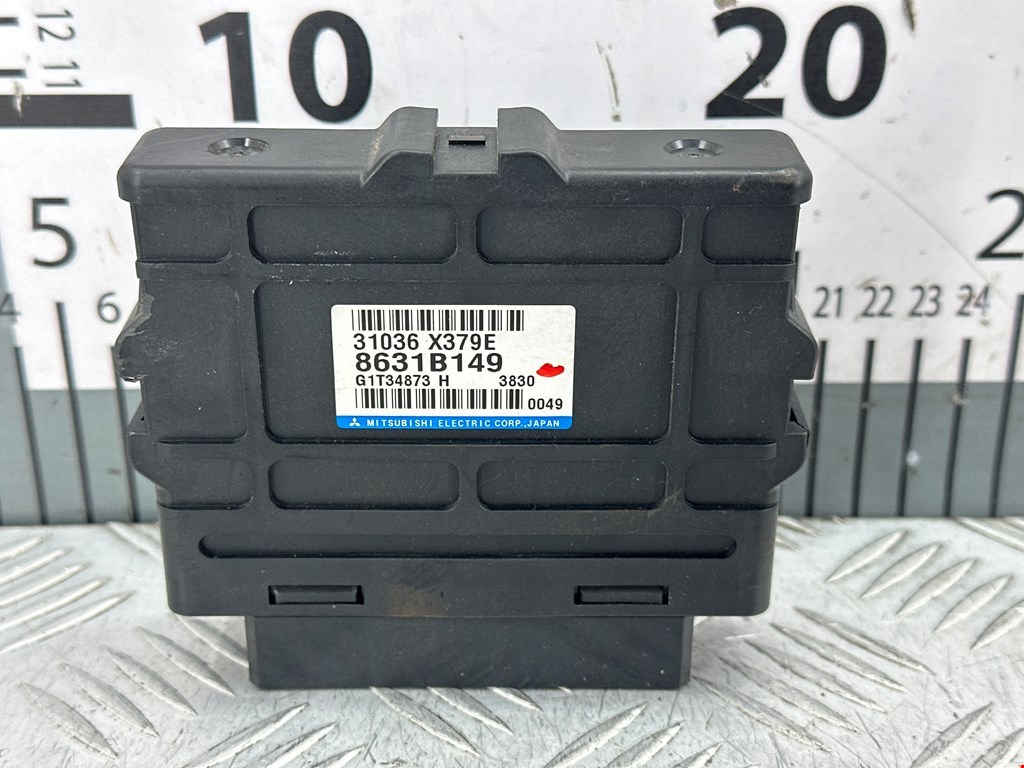 12
11
10
20
5
4
6
2
21 22 23 24
31036 X379E
8631B149
G1T34873 H 3830
0049
MITSUBISHI ELECTRIC CORP., JAPAN